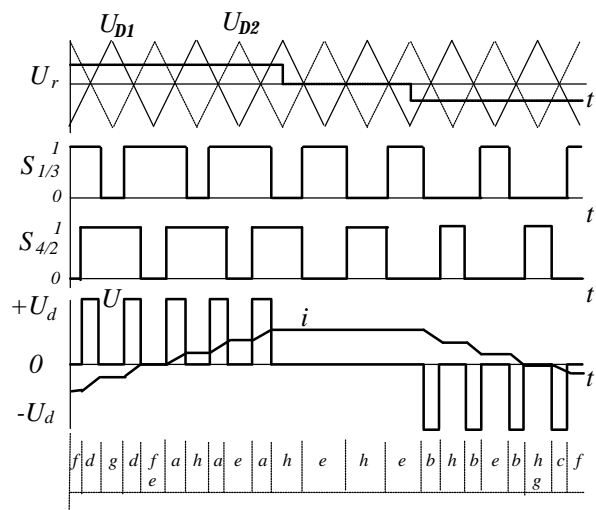 U_D1 U_D2
U_r
t
S_1/3 1
0
t
S_4/2 1
0
t
+U_d U
i
0
t
-U_d
f d g d f a h a e a h e h e b h b e b h c f
e g